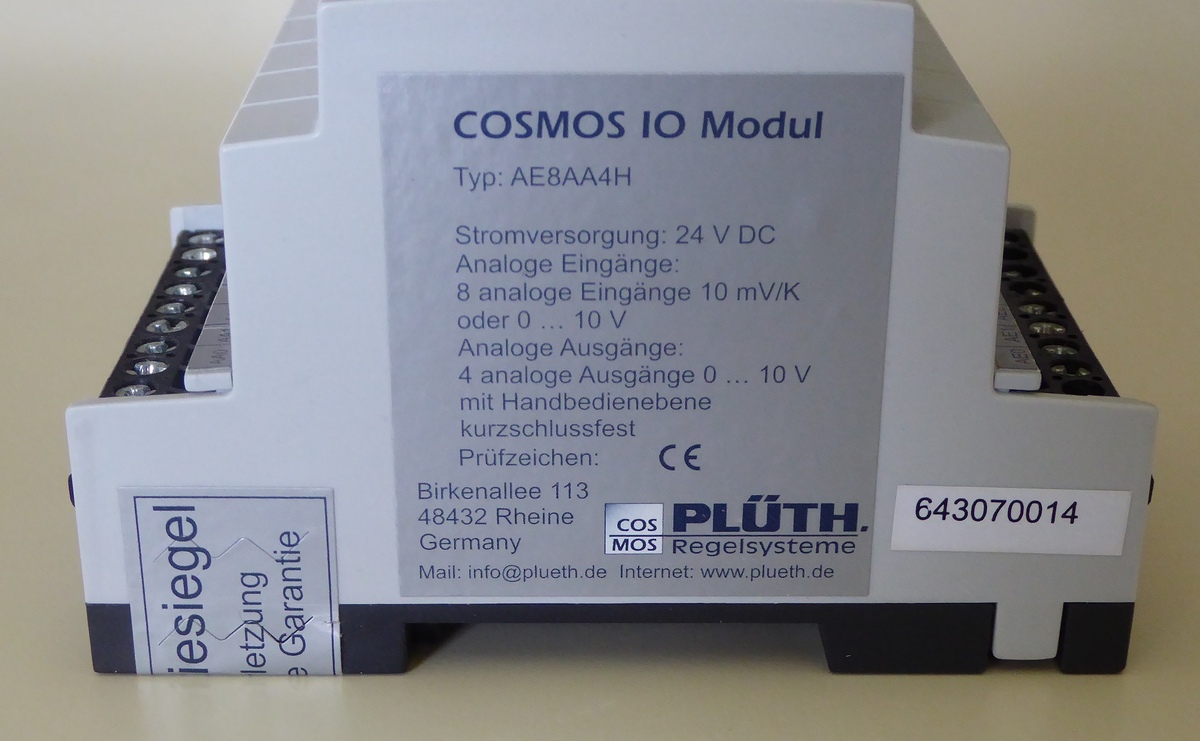 COSMOS IO Modul
Typ: AE8AA4H
Stromversorgung: 24 V DC
Analoge Eingänge:
8 analoge Eingänge 10 mV/K
oder 0 ... 10 V
Analoge Ausgänge:
4 analoge Ausgänge 0 ... 10 V
mit Handbedienebene
kurzschlussfest
Prüfzeichen: CE
Birkenallee 113
48432 Rheine
Germany
COS
MOS
PLÜTH.
Regelsysteme
Mail: info@plueth.de Internet: www.plueth.de
643070014
iesiegel
letzung
e Garantie